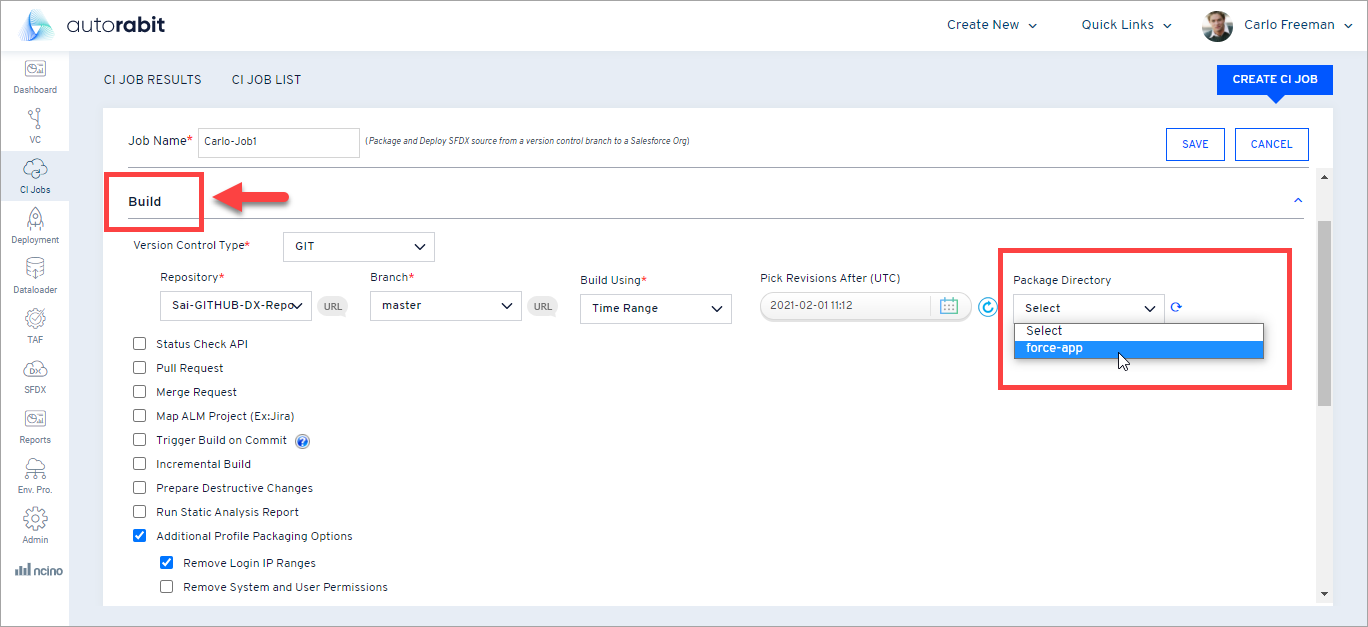 autorabit
Create New
Quick Links
Carlo Freeman
Dashboard
VC
CI Jobs
Deployment
Dataloader
TAF
DX
SFDX
Reports
Env. Pro.
Admin
ncino
CI JOB RESULTS
CI JOB LIST
CREATE CI JOB
Job Name*
Carlo-Job1
(Package and Deploy SFDX source from a version control branch to a Salesforce Org)
SAVE
CANCEL
Build
Version Control Type*
GIT
Repository*
Branch*
Build Using*
Pick Revisions After (UTC)
Package Directory
Sai-GITHUB-DX-Repo
URL
master
URL
Time Range
2021-02-01 11:12
Select
Select
force-app
Status Check API
Pull Request
Merge Request
Map ALM Project (Ex:Jira)
Trigger Build on Commit ?
Incremental Build
Prepare Destructive Changes
Run Static Analysis Report
Additional Profile Packaging Options
Remove Login IP Ranges
Remove System and User Permissions